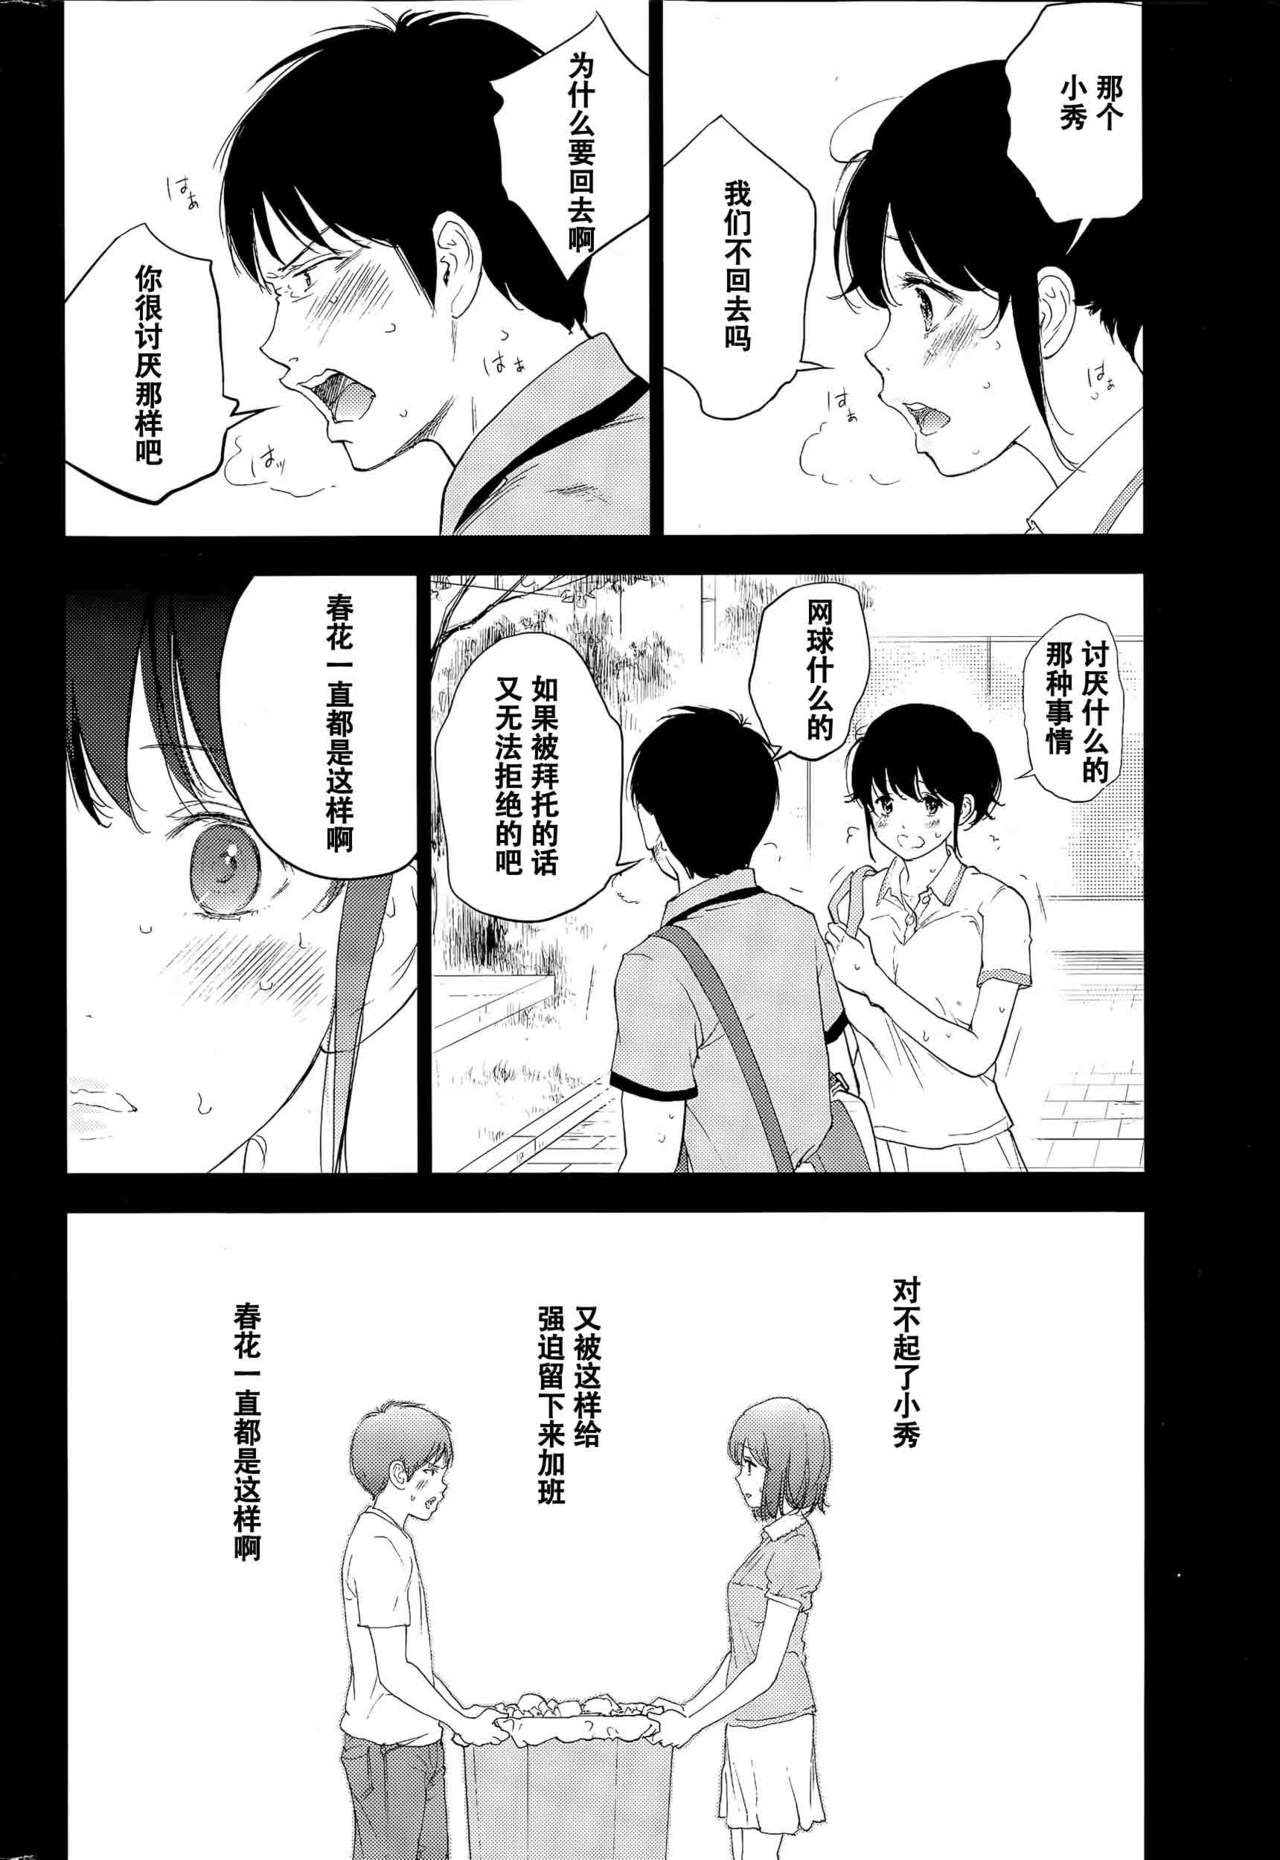 那个
小秀
我们不回去吗
はぁ
はぁ
为什么要回去啊
你很讨厌那样吧
はぁ
はぁ
はッ
讨厌什么的
那种事情
网球什么的
如果被拜托的话
又无法拒绝的吧
春花一直都是这样啊
对不起了小秀
又被这样给
强迫留下来加班
春花一直都是这样啊